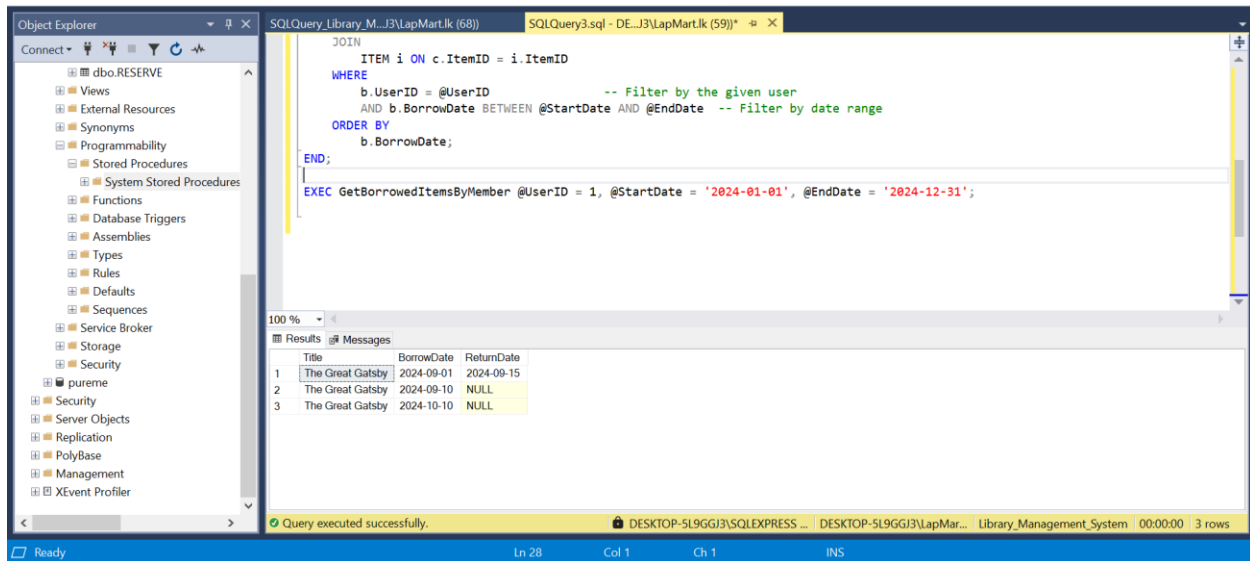 Object Explorer
Connect
dbo.RESERVE
Views
External Resources
Synonyms
Programmability
Stored Procedures
System Stored Procedures
Functions
Database Triggers
Assemblies
Types
Rules
Defaults
Sequences
Service Broker
Storage
Security
pureme
Security
Server Objects
Replication
PolyBase
Management
XEvent Profiler
SQLQuery_Library_M...J3\LapMart.lk (68))
SQLQuery3.sql - DE...J3\LapMart.lk (59))*
JOIN
ITEM i ON c.ItemID = i.ItemID
WHERE
b.UserID = @UserID -- Filter by the given user
AND b.BorrowDate BETWEEN @StartDate AND @EndDate -- Filter by date range
ORDER BY
b.BorrowDate;
END;
EXEC GetBorrowedItemsByMember @UserID = 1, @StartDate = '2024-01-01', @EndDate = '2024-12-31';
100 %
Results Messages
Title BorrowDate ReturnDate
1 The Great Gatsby 2024-09-01 2024-09-15
2 The Great Gatsby 2024-09-10 NULL
3 The Great Gatsby 2024-10-10 NULL
Query executed successfully.
DESKTOP-5L9GGJ3\SQLEXPRESS ...
DESKTOP-5L9GGJ3\LapMar...
Library_Management_System
00:00:00
3 rows
Ready
Ln 28
Col 1
Ch 1
INS